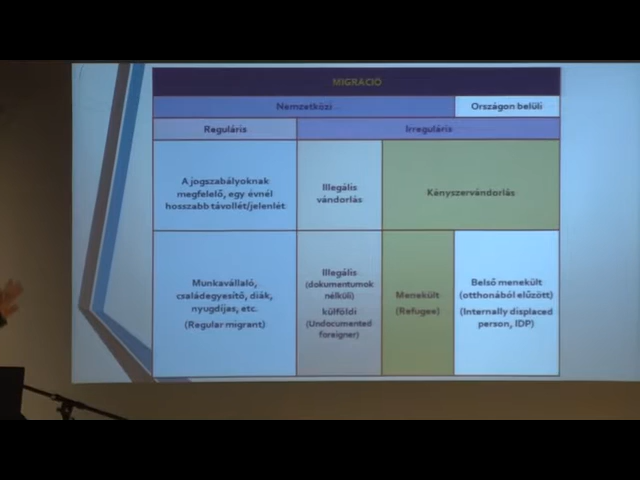 MIGRÁCIÓ
Nemzetközi
Országon belüli
Reguláris
Irreguláris
A jogszabályoknak
megfelelő, egy évnél
hosszabb távollét/jelenlét
Illegális
vándorlás
Kényszervándorlás
Munkavállaló,
családegyesítő, diák,
nyugdíjas, etc.
(Regular migrant)
Illegális
(dokumentumok
nélküli)
külföldi
(Undocumented
foreigner)
Menekült
(Refugee)
Belső menekült
(otthonából elűzött)
(Internally displaced
person, IDP)